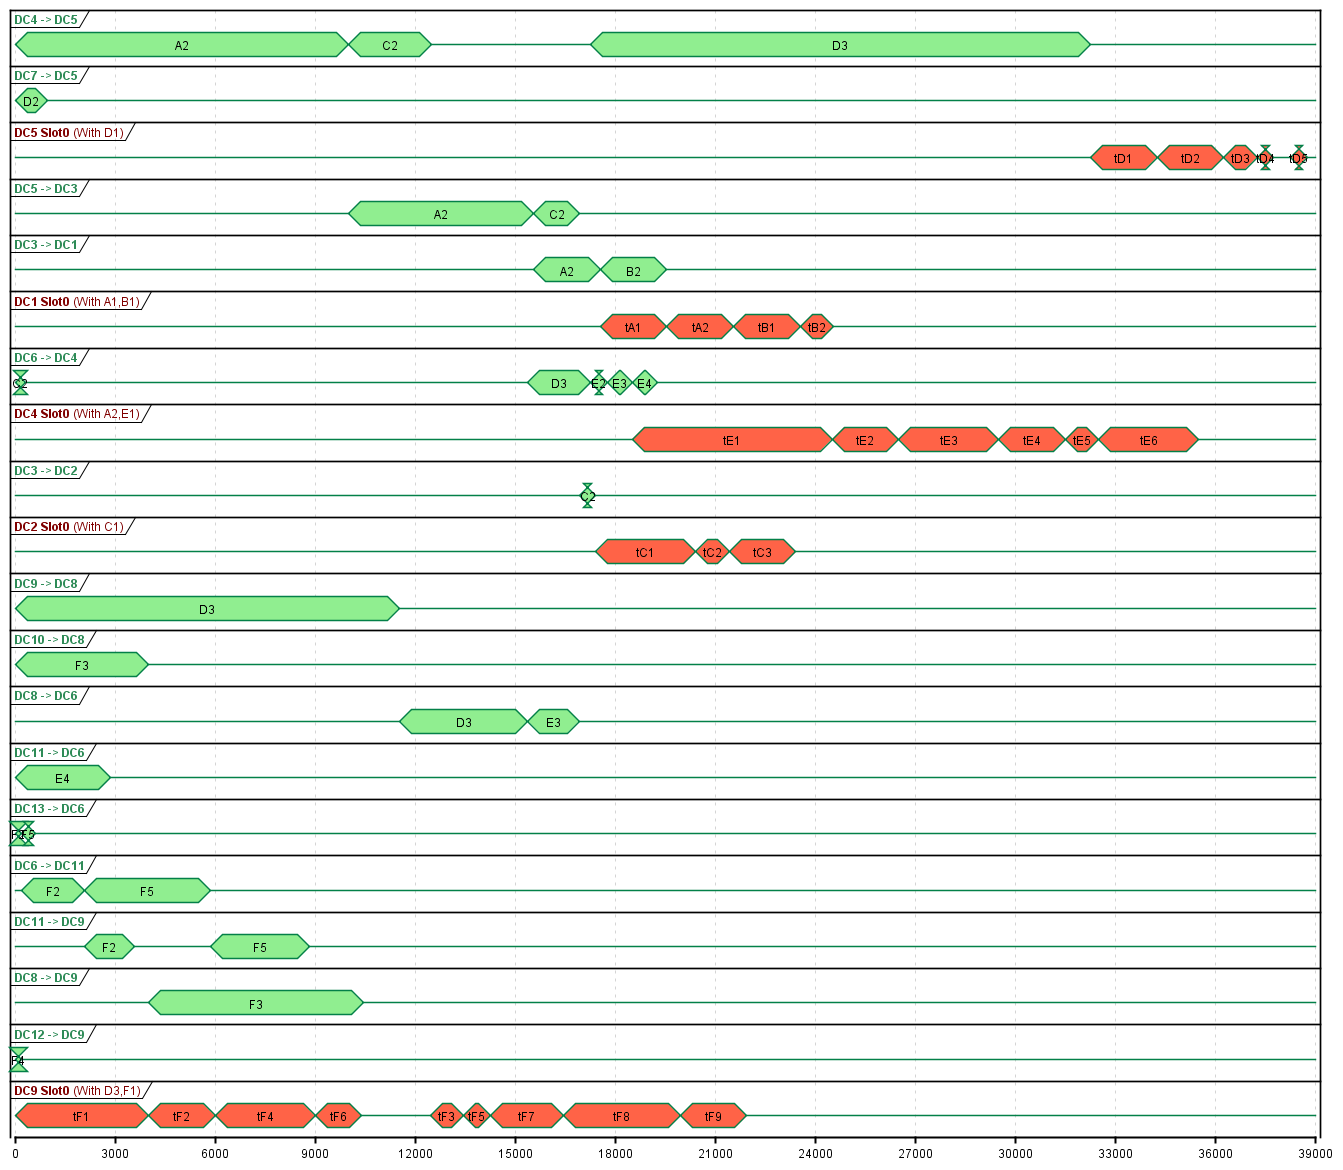 DC4 -> DC5
A2 C2 D3
DC7 -> DC5
D2
DC5 Slot0 (With D1)
tD1 tD2 tD3 tD4 tD5
DC5 -> DC3
A2 C2
DC3 -> DC1
A2 B2
DC1 Slot0 (With A1,B1)
tA1 tA2 tB1 tB2
DC6 -> DC4
C2 D3 E2 E3 E4
DC4 Slot0 (With A2,E1)
tE1 tE2 tE3 tE4 tE5 tE6
DC3 -> DC2
C2
DC2 Slot0 (With C1)
tC1 tC2 tC3
DC9 -> DC8
D3
DC10 -> DC8
F3
DC8 -> DC6
D3 E3
DC11 -> DC6
E4
DC13 -> DC6
F5
DC6 -> DC11
F2 F5
DC11 -> DC9
F2 F5
DC8 -> DC9
F3
DC12 -> DC9
F4
DC9 Slot0 (With D3,F1)
tF1 tF2 tF4 tF6 tF3 tF5 tF7 tF8 tF9
0 3000 6000 9000 12000 15000 18000 21000 24000 27000 30000 33000 36000 39000